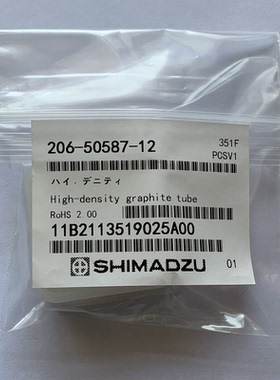 206-50587-12
351F
PCSV1
ハイ．デニティ
High-density graphite tube
RoHS 2.00
11B2113519025A00
SHIMADZU
01